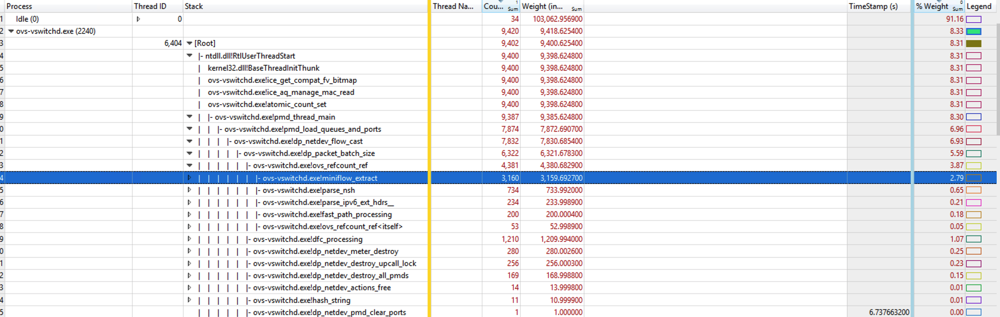 Process Thread ID Stack Thread Na... Cou... 1 Sum Weight (in... Sum TimeStamp (s) % Weight 0 Sum Legend
1 Idle (0) 0 34 103,062.956900 91.16
2 ovs-vswitchd.exe (2240) 9,420 9,418.625400 8.33
3 6,404 [Root] 9,402 9,400.625400 8.31
4 |- ntdll.dll!RtlUserThreadStart 9,400 9,398.624800 8.31
5 | kernel32.dll!BaseThreadInitThunk 9,400 9,398.624800 8.31
6 | ovs-vswitchd.exe!ice_get_compat_fv_bitmap 9,400 9,398.624800 8.31
7 | ovs-vswitchd.exe!ice_aq_manage_mac_read 9,400 9,398.624800 8.31
8 | ovs-vswitchd.exe!atomic_count_set 9,400 9,398.624800 8.31
9 | |- ovs-vswitchd.exe!pmd_thread_main 9,387 9,385.624800 8.30
0 | | |- ovs-vswitchd.exe!pmd_load_queues_and_ports 7,874 7,872.690700 6.96
1 | | | |- ovs-vswitchd.exe!dp_netdev_flow_cast 7,832 7,830.685400 6.93
2 | | | | |- ovs-vswitchd.exe!dp_packet_batch_size 6,322 6,321.678300 5.59
3 | | | | | |- ovs-vswitchd.exe!ovs_refcount_ref 4,381 4,380.682900 3.87
4 | | | | | | |- ovs-vswitchd.exe!miniflow_extract 3,160 3,159.692700 2.79
5 | | | | | | |- ovs-vswitchd.exe!parse_nsh 734 733.992000 0.65
6 | | | | | | |- ovs-vswitchd.exe!parse_ipv6_ext_hdrs__ 234 233.998900 0.21
7 | | | | | | |- ovs-vswitchd.exe!fast_path_processing 200 200.000400 0.18
8 | | | | | | |- ovs-vswitchd.exe!ovs_refcount_ref<itself> 53 52.998900 0.05
9 | | | | | |- ovs-vswitchd.exe!dfc_processing 1,210 1,209.994000 1.07
0 | | | | | |- ovs-vswitchd.exe!dp_netdev_meter_destroy 280 280.002600 0.25
1 | | | | | |- ovs-vswitchd.exe!dp_netdev_destroy_upcall_lock 256 256.000300 0.23
2 | | | | | |- ovs-vswitchd.exe!dp_netdev_destroy_all_pmds 169 168.998800 0.15
3 | | | | | |- ovs-vswitchd.exe!dp_netdev_actions_free 14 13.999800 0.01
4 | | | | | |- ovs-vswitchd.exe!hash_string 11 10.999900 0.01
5 | | | | | |- ovs-vswitchd.exe!dp_netdev_pmd_clear_ports 1 1.000000 6.737663200 0.00